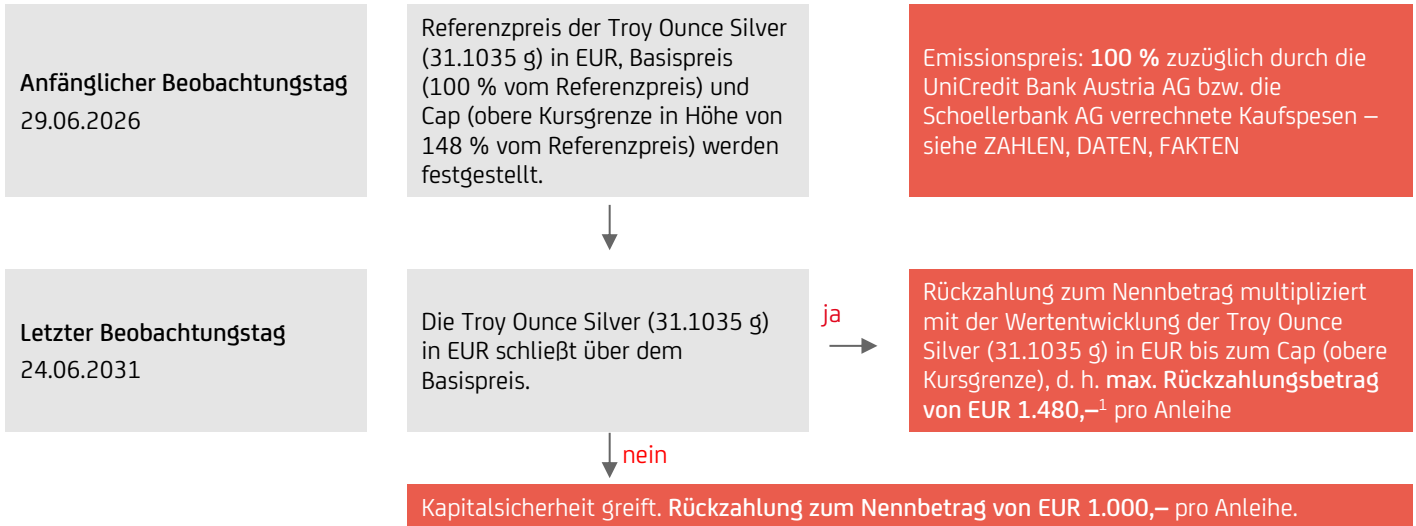 Anfänglicher Beobachtungstag
29.06.2026
Referenzpreis der Troy Ounce Silver
(31.1035 g) in EUR, Basispreis
(100 % vom Referenzpreis) und
Cap (obere Kursgrenze in Höhe von
148 % vom Referenzpreis) werden
festgestellt.
Emissionspreis: 100 % zuzüglich durch die
UniCredit Bank Austria AG bzw. die
Schoellerbank AG verrechnete Kaufspesen –
siehe ZAHLEN, DATEN, FAKTEN
Letzter Beobachtungstag
24.06.2031
Die Troy Ounce Silver (31.1035 g)
in EUR schließt über dem
Basispreis.
ja
Rückzahlung zum Nennbetrag multipliziert
mit der Wertentwicklung der Troy Ounce
Silver (31.1035 g) in EUR bis zum Cap (obere
Kursgrenze), d. h. max. Rückzahlungsbetrag
von EUR 1.480,–¹ pro Anleihe
nein
Kapitalsicherheit greift. Rückzahlung zum Nennbetrag von EUR 1.000,– pro Anleihe.